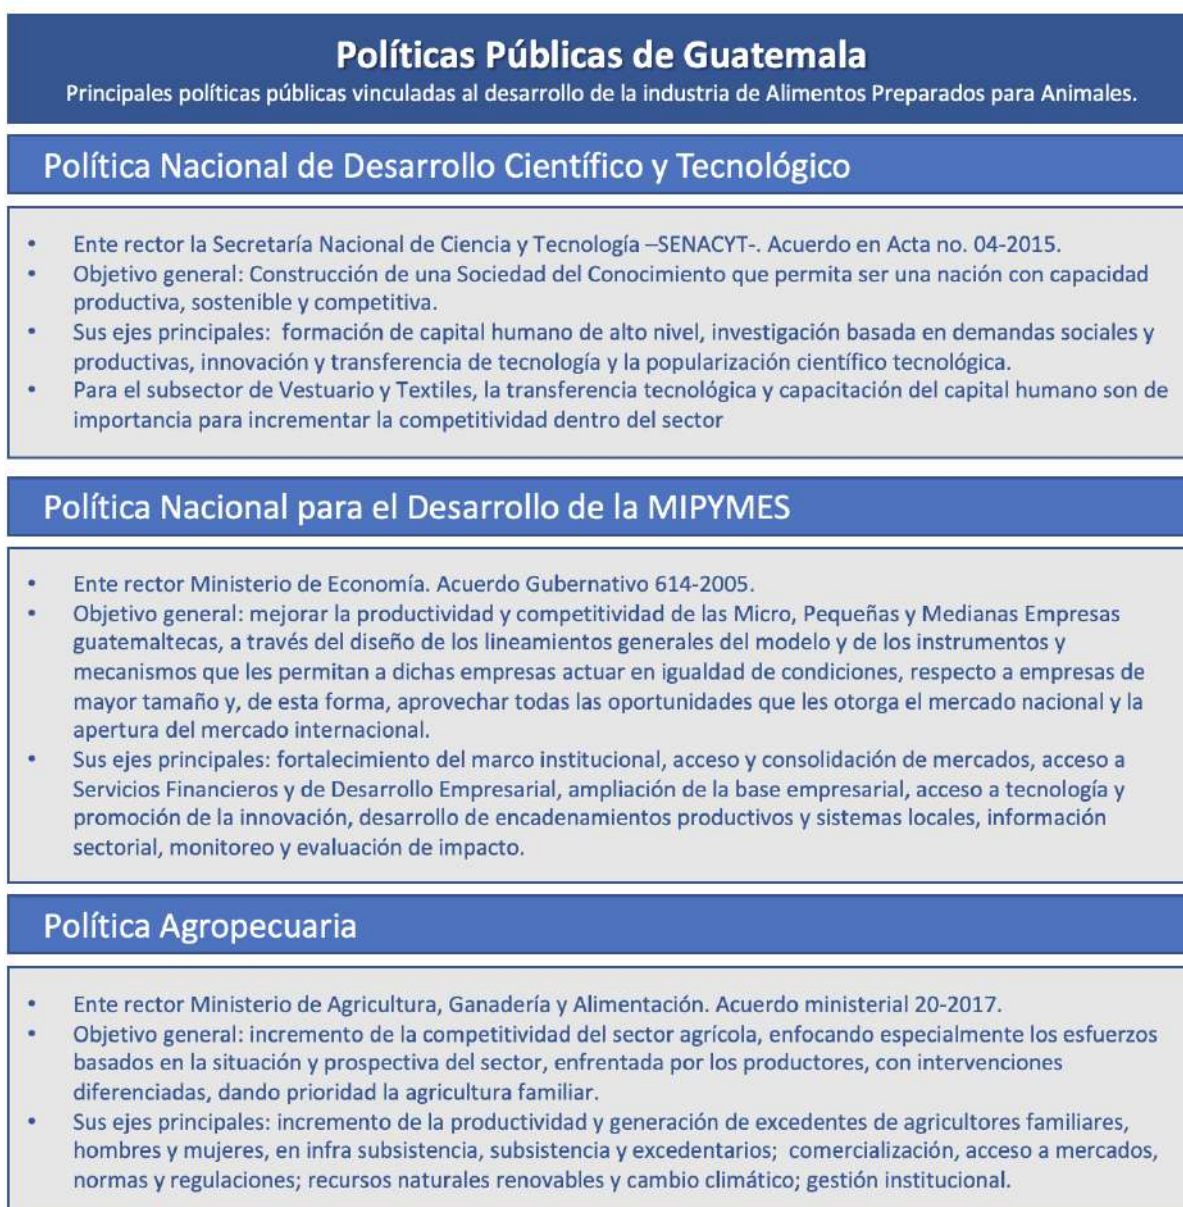 Políticas Públicas de Guatemala
Principales políticas públicas vinculadas al desarrollo de la industria de Alimentos Preparados para Animales.
Política Nacional de Desarrollo Científico y Tecnológico
• Ente rector la Secretaría Nacional de Ciencia y Tecnología –SENACYT-. Acuerdo en Acta no. 04-2015.
• Objetivo general: Construcción de una Sociedad del Conocimiento que permita ser una nación con capacidad
productiva, sostenible y competitiva.
• Sus ejes principales: formación de capital humano de alto nivel, investigación basada en demandas sociales y
productivas, innovación y transferencia de tecnología y la popularización científico tecnológica.
• Para el subsector de Vestuario y Textiles, la transferencia tecnológica y capacitación del capital humano son de
importancia para incrementar la competitividad dentro del sector
Política Nacional para el Desarrollo de la MIPYMES
• Ente rector Ministerio de Economía. Acuerdo Gubernativo 614-2005.
• Objetivo general: mejorar la productividad y competitividad de las Micro, Pequeñas y Medianas Empresas
guatemaltecas, a través del diseño de los lineamientos generales del modelo y de los instrumentos y
mecanismos que les permitan a dichas empresas actuar en igualdad de condiciones, respecto a empresas de
mayor tamaño y, de esta forma, aprovechar todas las oportunidades que les otorga el mercado nacional y la
apertura del mercado internacional.
• Sus ejes principales: fortalecimiento del marco institucional, acceso y consolidación de mercados, acceso a
Servicios Financieros y de Desarrollo Empresarial, ampliación de la base empresarial, acceso a tecnología y
promoción de la innovación, desarrollo de encadenamientos productivos y sistemas locales, información
sectorial, monitoreo y evaluación de impacto.
Política Agropecuaria
• Ente rector Ministerio de Agricultura, Ganadería y Alimentación. Acuerdo ministerial 20-2017.
• Objetivo general: incremento de la competitividad del sector agrícola, enfocando especialmente los esfuerzos
basados en la situación y prospectiva del sector, enfrentada por los productores, con intervenciones
diferenciadas, dando prioridad la agricultura familiar.
• Sus ejes principales: incremento de la productividad y generación de excedentes de agricultores familiares,
hombres y mujeres, en infra subsistencia, subsistencia y excedentarios; comercialización, acceso a mercados,
normas y regulaciones; recursos naturales renovables y cambio climático; gestión institucional.